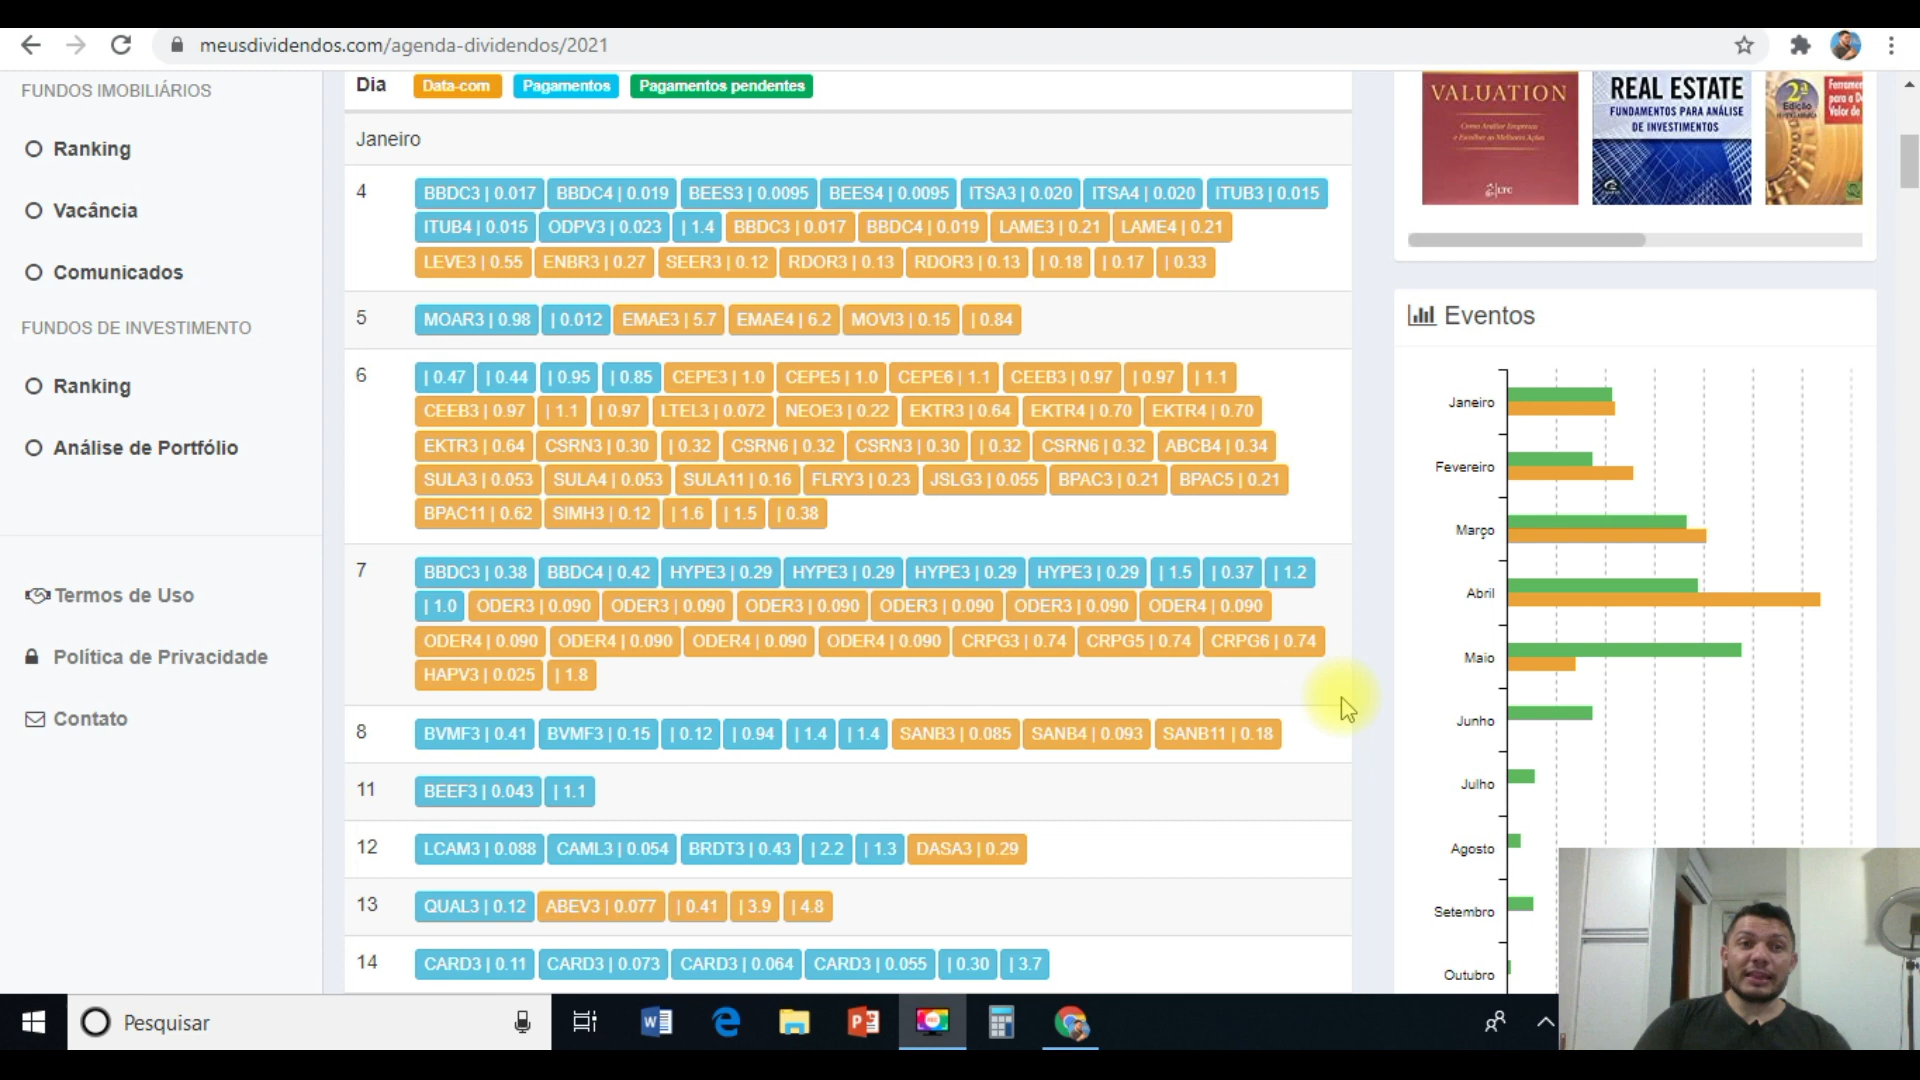 meusdividendos.com/agenda-dividendos/2021
FUNDOS IMOBILIÁRIOS
Ranking
Vacância
Comunicados
FUNDOS DE INVESTIMENTO
Ranking
Análise de Portfólio
Termos de Uso
Política de Privacidade
Contato
Dia Data-com Pagamentos Pagamentos pendentes
Janeiro
4 BBDC3 | 0.017 BBDC4 | 0.019 BEES3 | 0.0095 BEES4 | 0.0095 ITSA3 | 0.020 ITSA4 | 0.020 ITUB3 | 0.015
ITUB4 | 0.015 ODPV3 | 0.023 | 1.4 BBDC3 | 0.017 BBDC4 | 0.019 LAME3 | 0.21 LAME4 | 0.21
LEVE3 | 0.55 ENBR3 | 0.27 SEER3 | 0.12 RDOR3 | 0.13 RDOR3 | 0.13 | 0.18 | 0.17 | 0.33
5 MOAR3 | 0.98 | 0.012 EMAE3 | 5.7 EMAE4 | 6.2 MOVI3 | 0.15 | 0.84
6 | 0.47 | 0.44 | 0.95 | 0.85 CEPE3 | 1.0 CEPE5 | 1.0 CEPE6 | 1.1 CEEB3 | 0.97 | 0.97 | 1.1
CEEB3 | 0.97 | 1.1 | 0.97 LTEL3 | 0.072 NEOE3 | 0.22 EKTR3 | 0.64 EKTR4 | 0.70 EKTR4 | 0.70
EKTR3 | 0.64 CSRN3 | 0.30 | 0.32 CSRN6 | 0.32 CSRN3 | 0.30 | 0.32 CSRN6 | 0.32 ABCB4 | 0.34
SULA3 | 0.053 SULA4 | 0.053 SULA11 | 0.16 FLRY3 | 0.23 JSLG3 | 0.055 BPAC3 | 0.21 BPAC5 | 0.21
BPAC11 | 0.62 SIMH3 | 0.12 | 1.6 | 1.5 | 0.38
7 BBDC3 | 0.38 BBDC4 | 0.42 HYPE3 | 0.29 HYPE3 | 0.29 HYPE3 | 0.29 HYPE3 | 0.29 | 1.5 | 0.37 | 1.2
| 1.0 ODER3 | 0.090 ODER3 | 0.090 ODER3 | 0.090 ODER3 | 0.090 ODER3 | 0.090 ODER4 | 0.090
ODER4 | 0.090 ODER4 | 0.090 ODER4 | 0.090 ODER4 | 0.090 CRPG3 | 0.74 CRPG5 | 0.74 CRPG6 | 0.74
HAPV3 | 0.025 | 1.8
8 BVMF3 | 0.41 BVMF3 | 0.15 | 0.12 | 0.94 | 1.4 | 1.4 SANB3 | 0.085 SANB4 | 0.093 SANB11 | 0.18
11 BEEF3 | 0.043 | 1.1
12 LCAM3 | 0.088 CAML3 | 0.054 BRDT3 | 0.43 | 2.2 | 1.3 DASA3 | 0.29
13 QUAL3 | 0.12 ABEV3 | 0.077 | 0.41 | 3.9 | 4.8
14 CARD3 | 0.11 CARD3 | 0.073 CARD3 | 0.064 CARD3 | 0.055 | 0.30 | 3.7
VALUATION
Como Avaliar Empresas
e Escolher as Melhores Ações
LTC
REAL ESTATE
FUNDAMENTOS PARA ANÁLISE
DE INVESTIMENTOS
2ª
Edição
Eventos
Janeiro
Fevereiro
Março
Abril
Maio
Junho
Julho
Agosto
Setembro
Outubro
Pesquisar